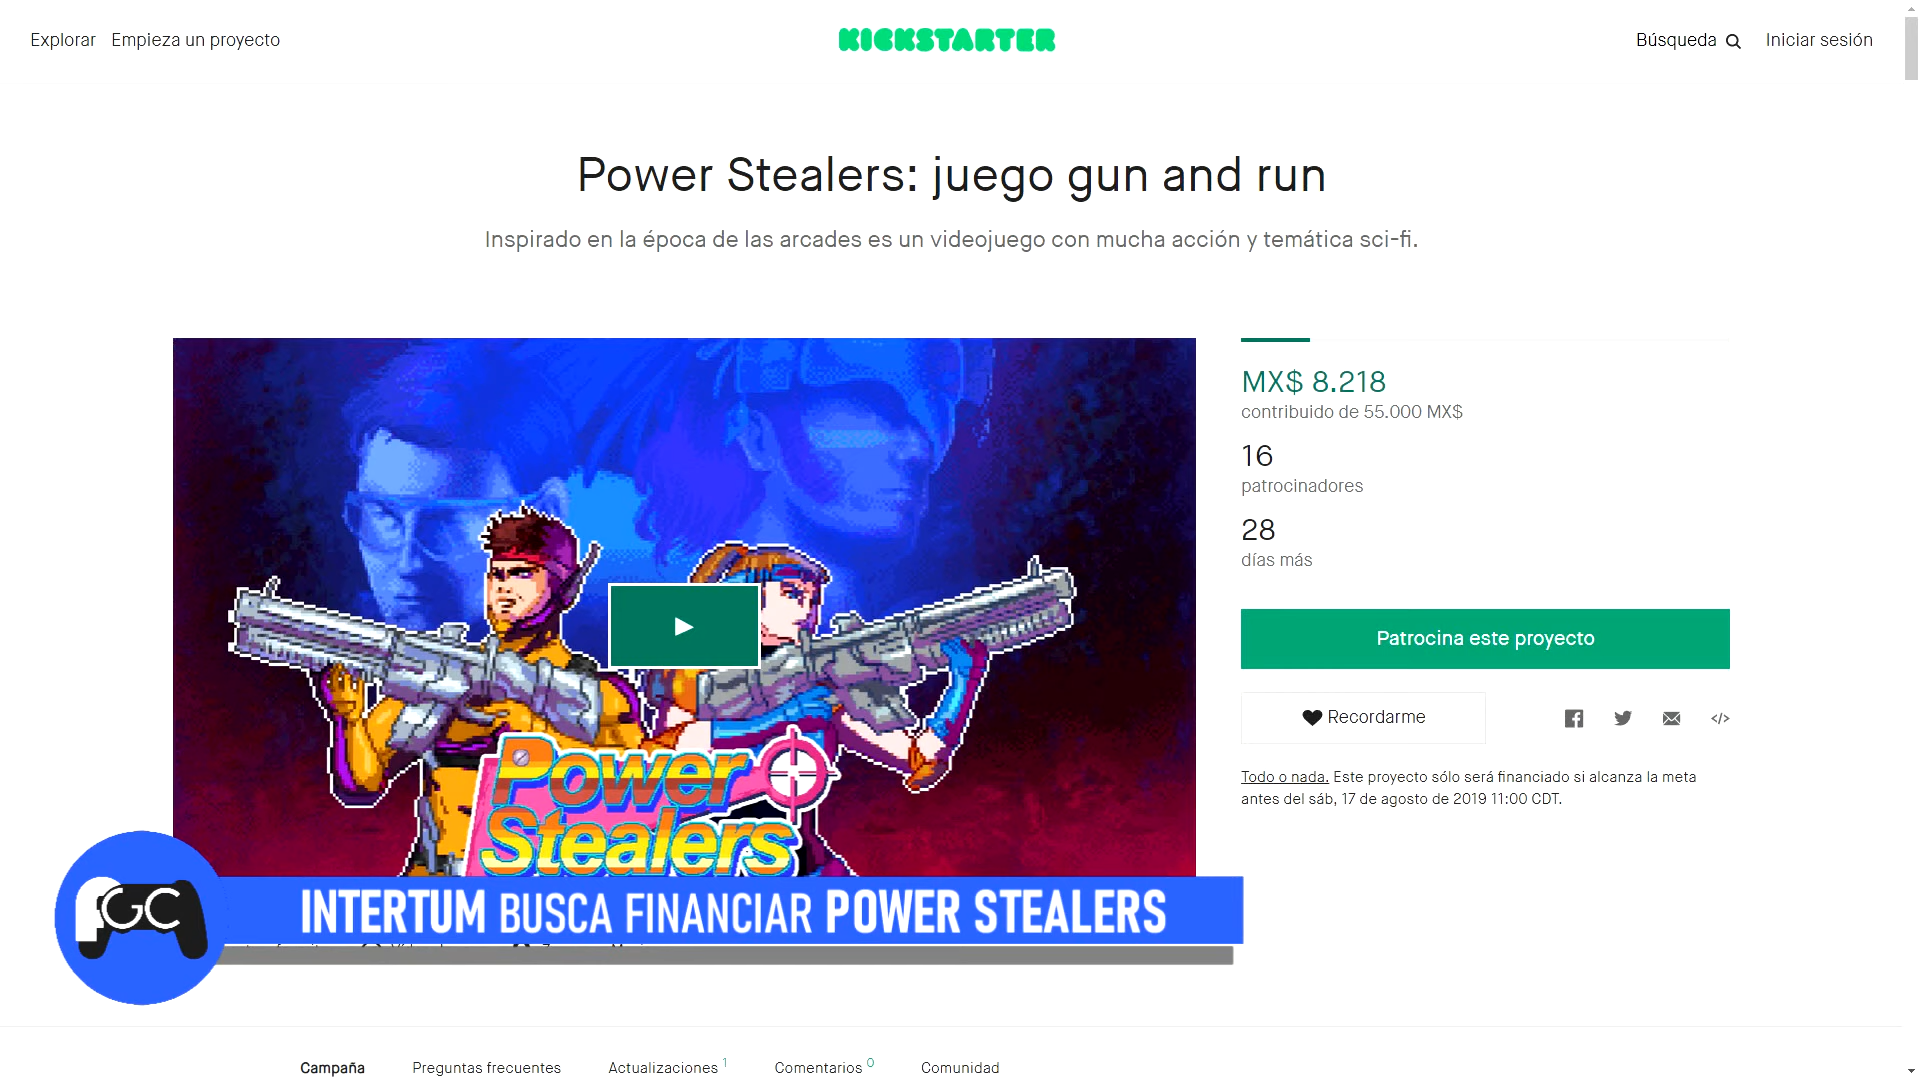 Explorar Empieza un proyecto
KICKSTARTER
Búsqueda Iniciar sesión
Power Stealers: juego gun and run
Inspirado en la época de las arcades es un videojuego con mucha acción y temática sci-fi.
MX$ 8.218
contribuido de 55.000 MX$
16
patrocinadores
28
días más
Patrocina este proyecto
Recordarme
Todo o nada. Este proyecto sólo será financiado si alcanza la meta
antes del sáb, 17 de agosto de 2019 11:00 CDT.
Power
Stealers
PGC
INTERTUM BUSCA FINANCIAR POWER STEALERS
Campaña Preguntas frecuentes Actualizaciones 1 Comentarios 0 Comunidad